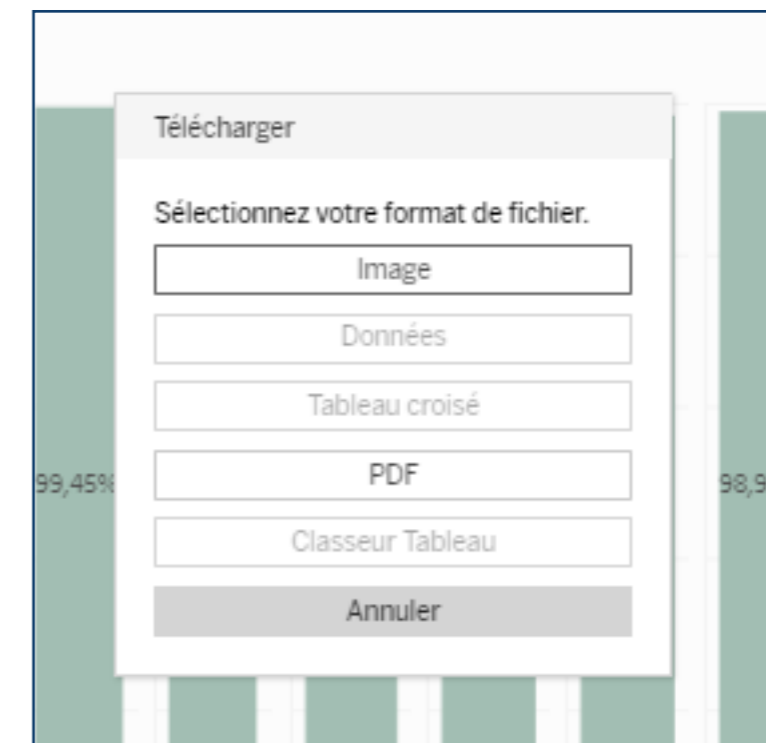 Télécharger
Sélectionnez votre format de fichier.
Image
Données
Tableau croisé
99,45%
PDF
98,9
Classeur Tableau
Annuler